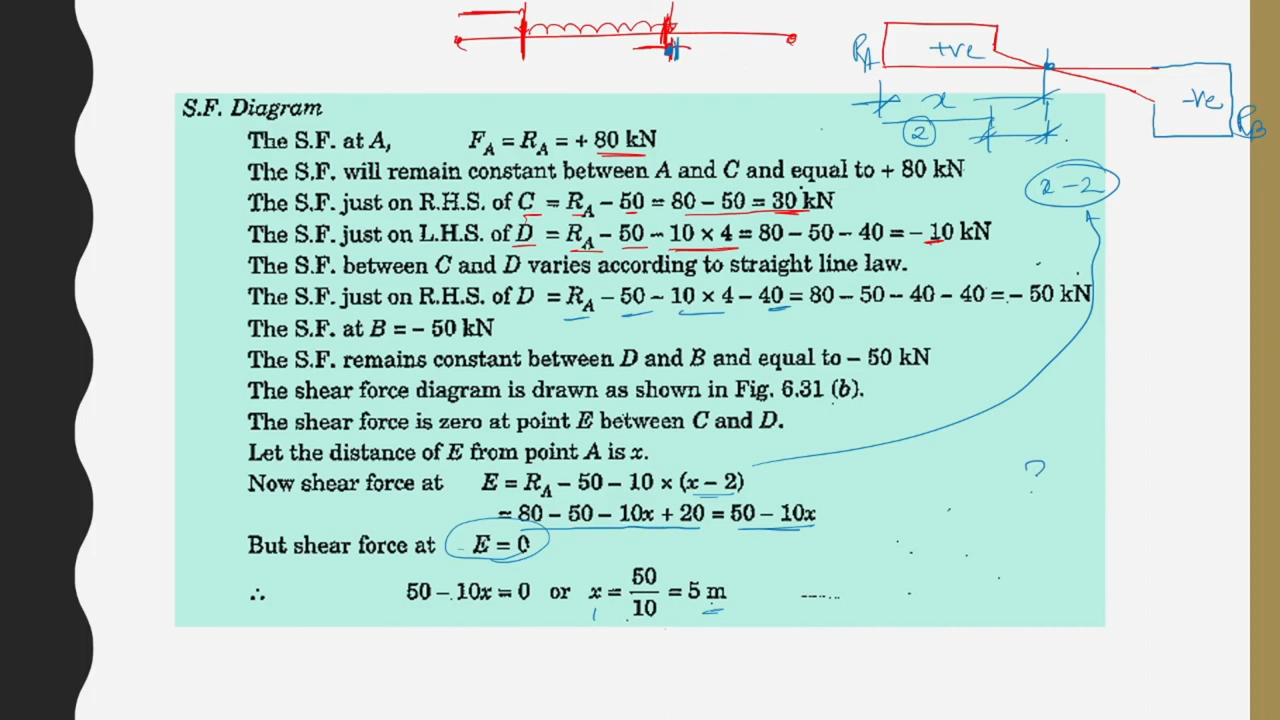 R_A +ve
x
-ve R_B
2
x - 2
S.F. Diagram
The S.F. at A, F_A = R_A = + 80 kN
The S.F. will remain constant between A and C and equal to + 80 kN
The S.F. just on R.H.S. of C = R_A − 50 = 80 − 50 = 30 kN
The S.F. just on L.H.S. of D = R_A − 50 − 10 × 4 = 80 − 50 − 40 = − 10 kN
The S.F. between C and D varies according to straight line law.
The S.F. just on R.H.S. of D = R_A − 50 − 10 × 4 − 40 = 80 − 50 − 40 − 40 = − 50 kN
The S.F. at B = − 50 kN
The S.F. remains constant between D and B and equal to − 50 kN
The shear force diagram is drawn as shown in Fig. 6.31 (b).
The shear force is zero at point E between C and D.
Let the distance of E from point A is x.
Now shear force at E = R_A − 50 − 10 × (x − 2)
= 80 − 50 − 10x + 20 = 50 − 10x
But shear force at E = 0
∴ 50 − 10x = 0 or x = 50/10 = 5 m ......